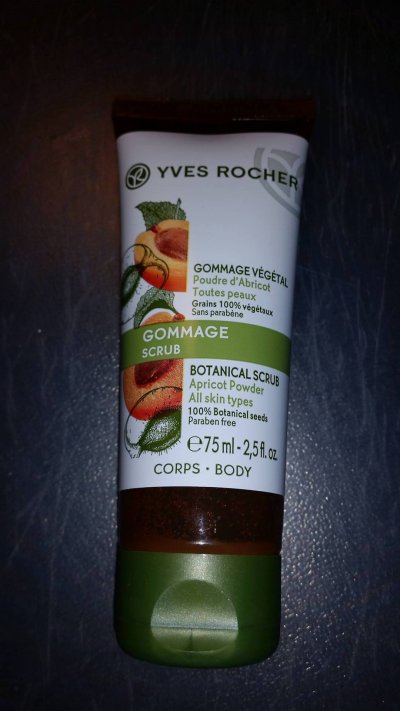 YVES ROCHER
GOMMAGE VÉGÉTAL
Poudre d'Abricot
Toutes peaux
Grains 100% végétaux
Sans parabène
GOMMAGE
SCRUB
BOTANICAL SCRUB
Apricot Powder
All skin types
100% Botanical seeds
Paraben free
℮75 ml - 2,5 fl. oz.
CORPS • BODY